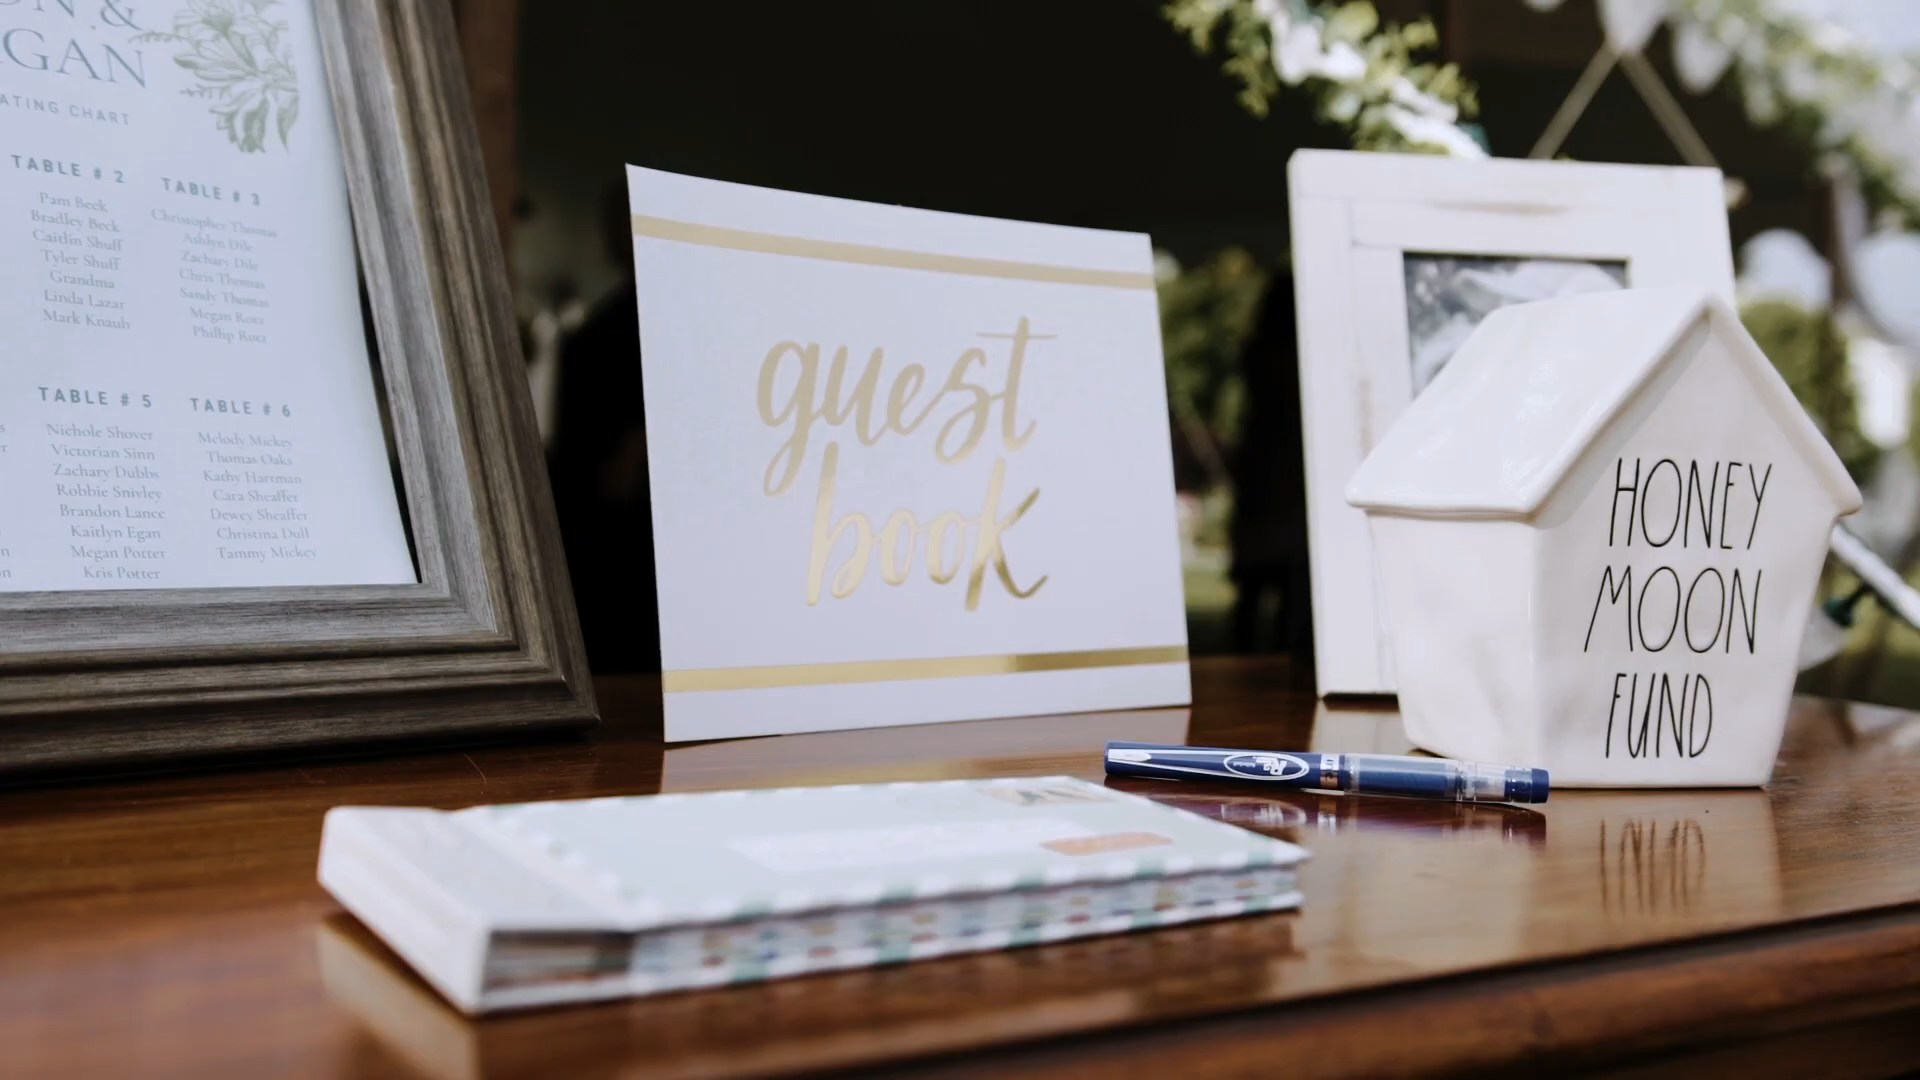 &
GAN
ATING CHART
TABLE # 2
Pam Beck
Bradley Beck
Caitlin Shuff
Tyler Shuff
Grandma
Linda Lazar
Mark Knaub
TABLE # 3
Christopher Thomas
Ashlyn Dile
Zachary Dile
Chris Thomas
Sandy Thomas
Megan Rotz
Phillip Rotz
TABLE # 5
Nichole Shover
Victorian Sinn
Zachary Dubbs
Robbie Snivley
Brandon Lance
Kaitlyn Egan
Megan Potter
Kris Potter
TABLE # 6
Melody Mickey
Thomas Oaks
Kathy Hartman
Cara Sheaffer
Dewey Sheaffer
Christina Dull
Tammy Mickey
guest
book
HONEY
MOON
FUND